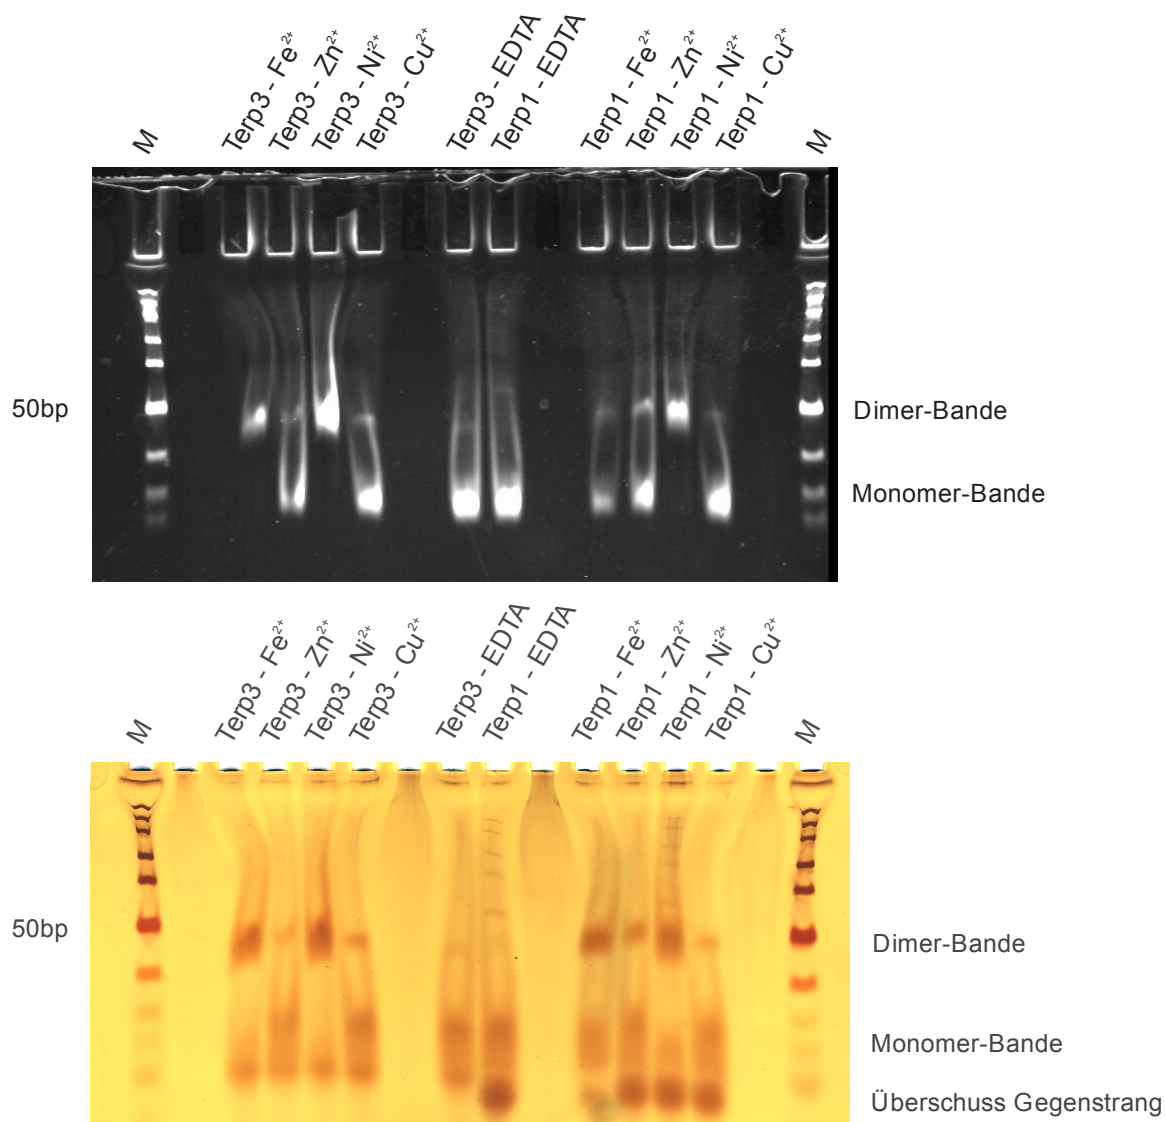 M
Terp3 - Fe²⁺
Terp3 - Zn²⁺
Terp3 - Ni²⁺
Terp3 - Cu²⁺
Terp3 - EDTA
Terp1 - EDTA
Terp1 - Fe²⁺
Terp1 - Zn²⁺
Terp1 - Ni²⁺
Terp1 - Cu²⁺
M
50bp
Dimer-Bande
Monomer-Bande
M
Terp3 - Fe²⁺
Terp3 - Zn²⁺
Terp3 - Ni²⁺
Terp3 - Cu²⁺
Terp3 - EDTA
Terp1 - EDTA
Terp1 - Fe²⁺
Terp1 - Zn²⁺
Terp1 - Ni²⁺
Terp1 - Cu²⁺
M
50bp
Dimer-Bande
Monomer-Bande
Überschuss Gegenstrang